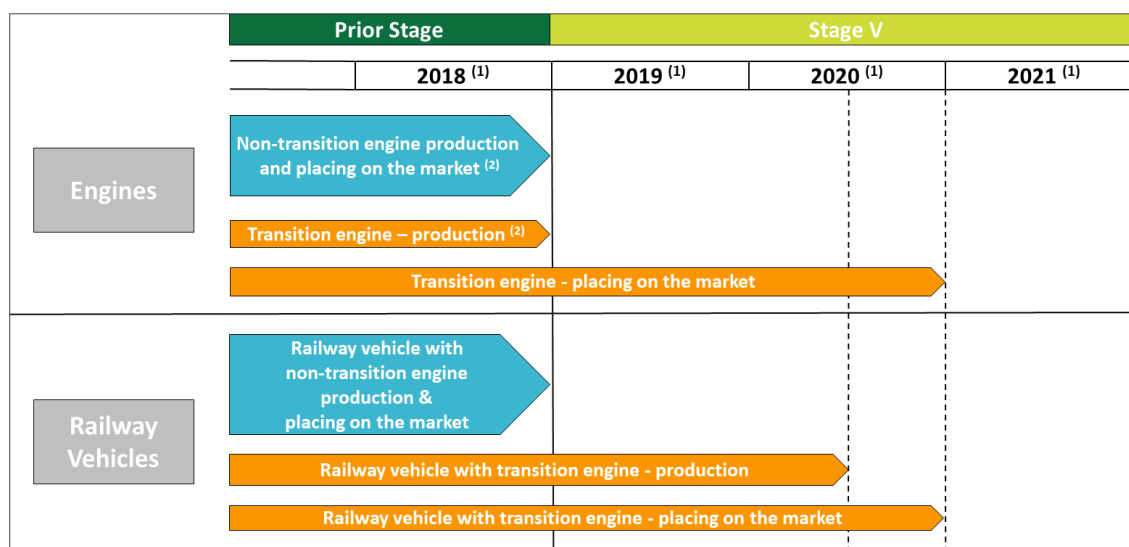 Prior Stage
Stage V
2018 (1)
2019 (1)
2020 (1)
2021 (1)
Engines
Non-transition engine production
and placing on the market (2)
Transition engine – production (2)
Transition engine - placing on the market
Railway
Vehicles
Railway vehicle with
non-transition engine
production &
placing on the market
Railway vehicle with transition engine - production
Railway vehicle with transition engine - placing on the market